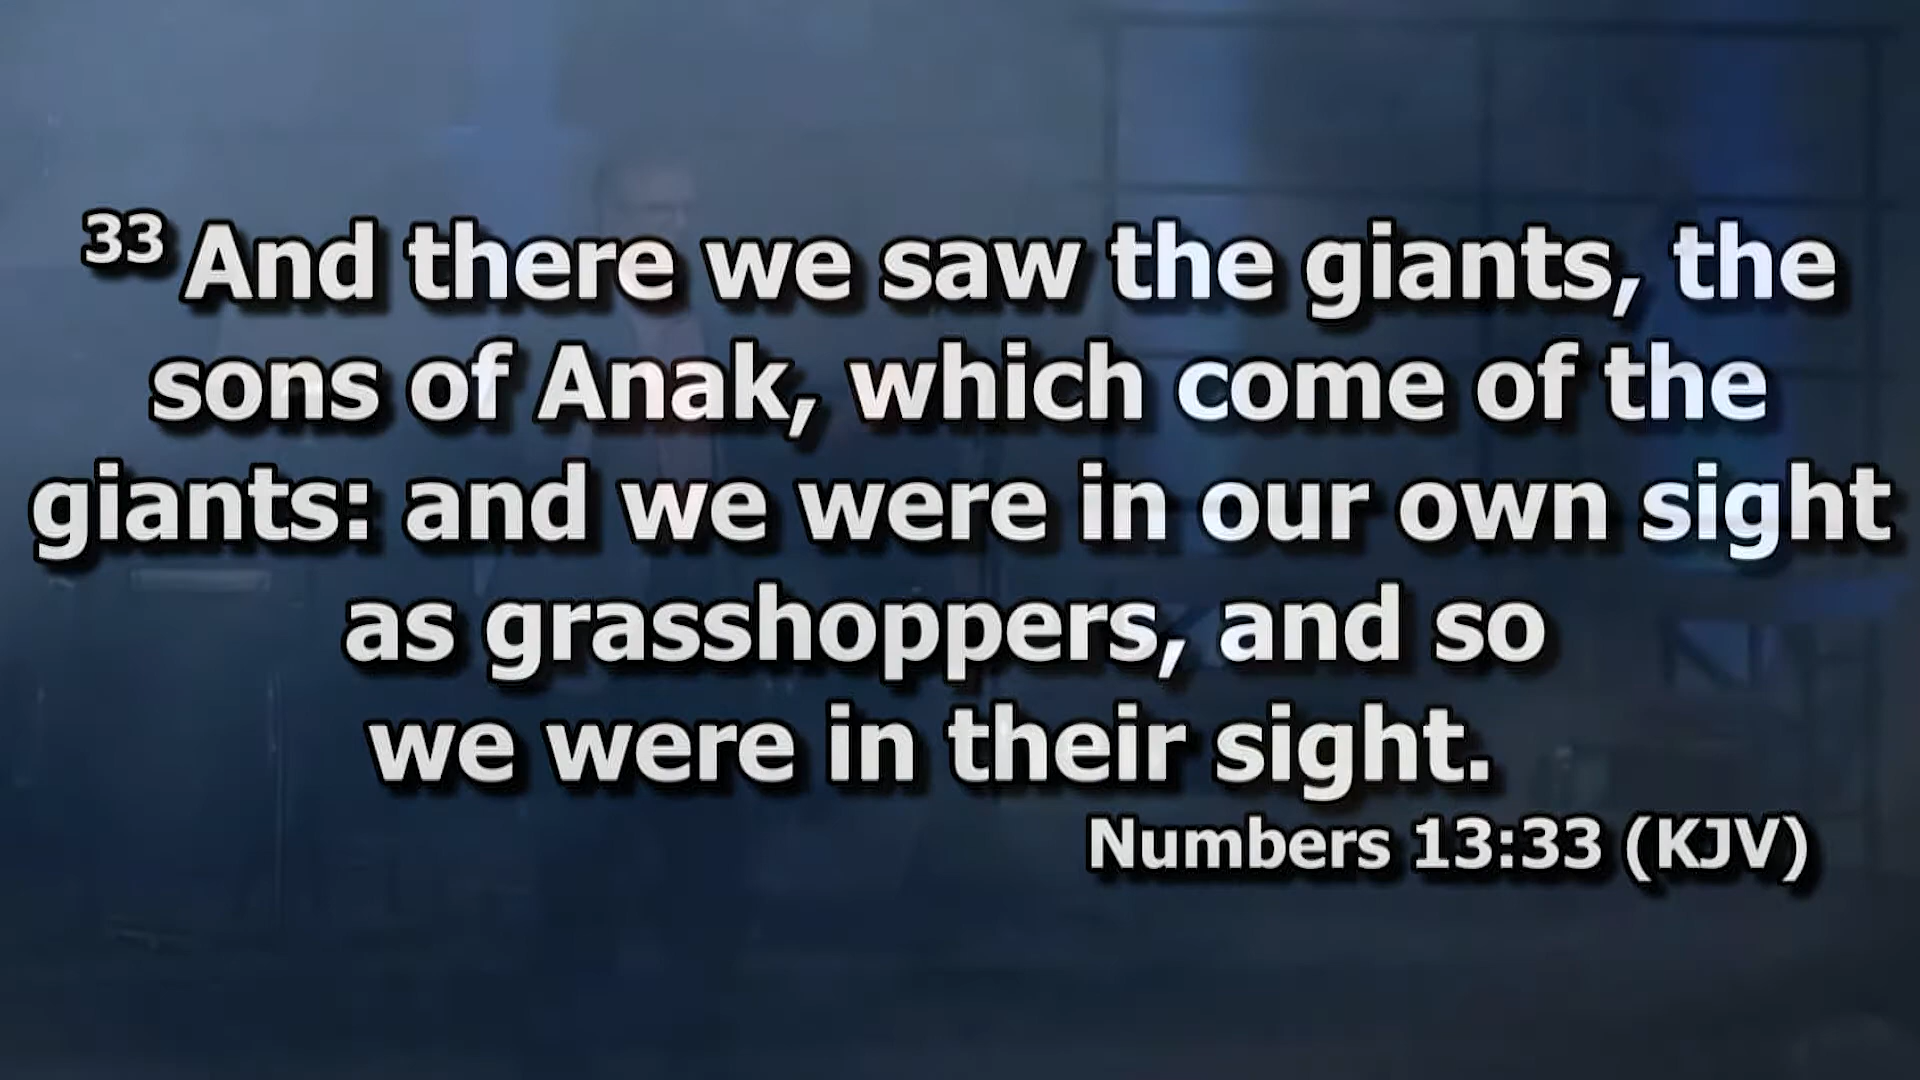 33 And there we saw the giants, the
sons of Anak, which come of the
giants: and we were in our own sight
as grasshoppers, and so
we were in their sight.
Numbers 13:33 (KJV)